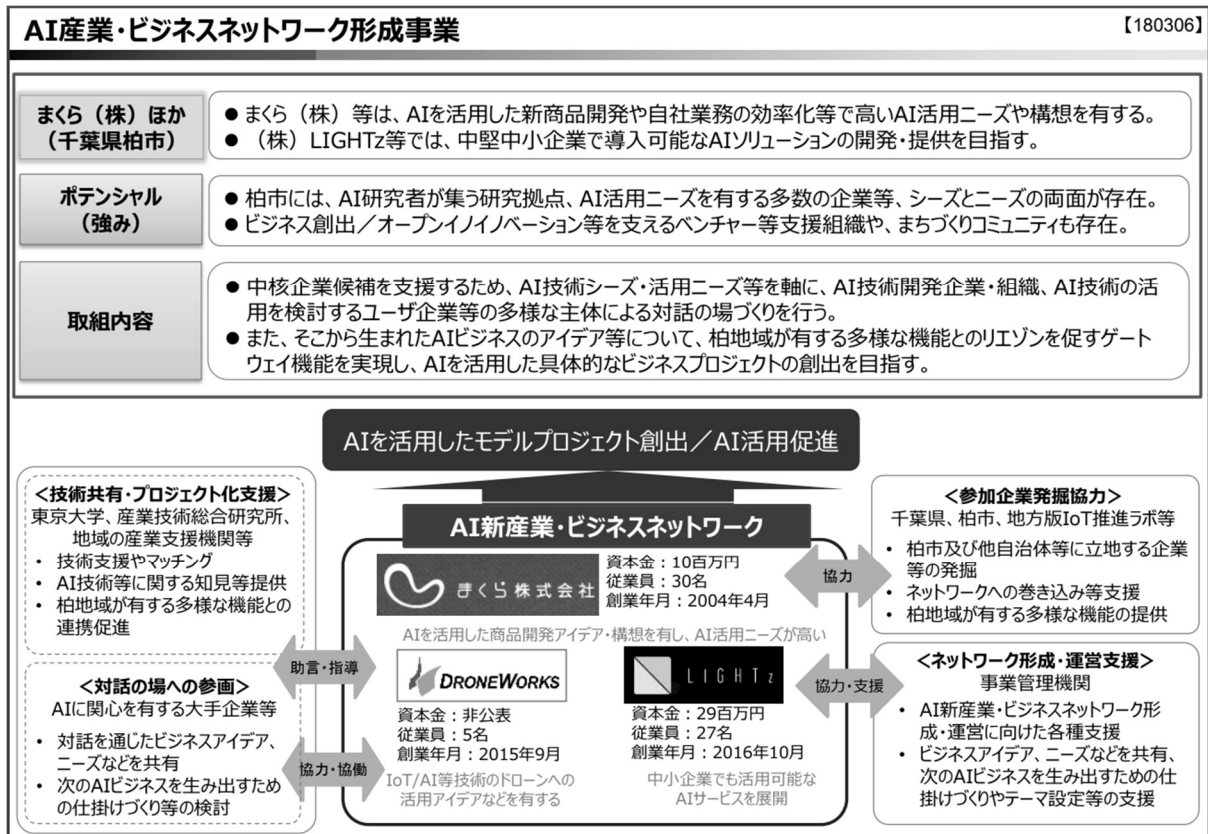 AI産業・ビジネスネットワーク形成事業
【180306】
まくら（株）ほか
（千葉県柏市）
● まくら（株）等は、AIを活用した新商品開発や自社業務の効率化等で高いAI活用ニーズや構想を有する。
● （株）LIGHTz等では、中堅中小企業で導入可能なAIソリューションの開発・提供を目指す。
ポテンシャル
（強み）
● 柏市には、AI研究者が集う研究拠点、AI活用ニーズを有する多数の企業等、シーズとニーズの両面が存在。
● ビジネス創出／オープンイノイノベーション等を支えるベンチャー等支援組織や、まちづくりコミュニティも存在。
取組内容
● 中核企業候補を支援するため、AI技術シーズ・活用ニーズ等を軸に、AI技術開発企業・組織、AI技術の活
用を検討するユーザ企業等の多様な主体による対話の場づくりを行う。
● また、そこから生まれたAIビジネスのアイデア等について、柏地域が有する多様な機能とのリエゾンを促すゲート
ウェイ機能を実現し、AIを活用した具体的なビジネスプロジェクトの創出を目指す。
AIを活用したモデルプロジェクト創出／AI活用促進
＜技術共有・プロジェクト化支援＞
東京大学、産業技術総合研究所、
地域の産業支援機関等
• 技術支援やマッチング
• AI技術等に関する知見等提供
• 柏地域が有する多様な機能との
連携促進
助言・指導
＜対話の場への参画＞
AIに関心を有する大手企業等
• 対話を通じたビジネスアイデア、
ニーズなどを共有
• 次のAIビジネスを生み出すため
の仕掛けづくり等の検討
協力・協働
AI新産業・ビジネスネットワーク
まくら株式会社
資本金：10百万円
従業員：30名
創業年月：2004年4月
AIを活用した商品開発アイデア・構想を有し、AI活用ニーズが高い
DRONEWORKS
資本金：非公表
従業員：5名
創業年月：2015年9月
IoT/AI等技術のドローンへの
活用アイデアなどを有する
LIGHTz
資本金：29百万円
従業員：27名
創業年月：2016年10月
中小企業でも活用可能な
AIサービスを展開
協力
＜参加企業発掘協力＞
千葉県、柏市、地方版IoT推進ラボ等
• 柏市及び他自治体等に立地する企業
等の発掘
• ネットワークへの巻き込み等支援
• 柏地域が有する多様な機能の提供
協力・支援
＜ネットワーク形成・運営支援＞
事業管理機関
• AI新産業・ビジネスネットワーク形
成・運営に向けた各種支援
• ビジネスアイデア、ニーズなどを共有、
次のAIビジネスを生み出すための仕
掛けづくりやテーマ設定等の支援